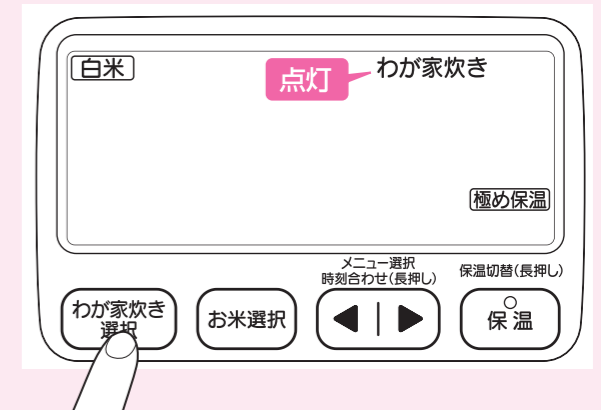 白米
点灯
わが家炊き
極め保温
メニュー選択
時刻合わせ(長押し)
保温切替(長押し)
わが家炊き
選択
お米選択
保温